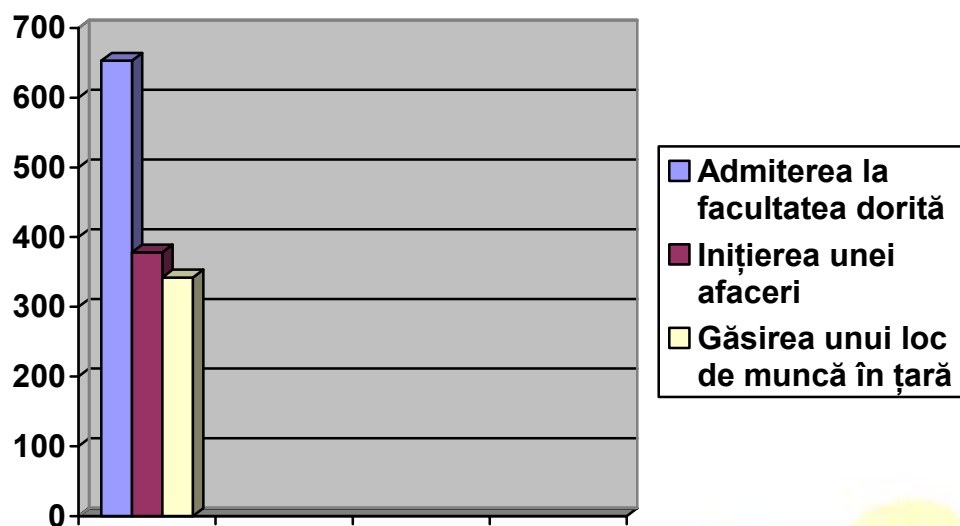 700
600
500
400
300
200
100
0
Admiterea la
facultatea dorită
Inițierea unei
afaceri
Găsirea unui loc
de muncă în țară